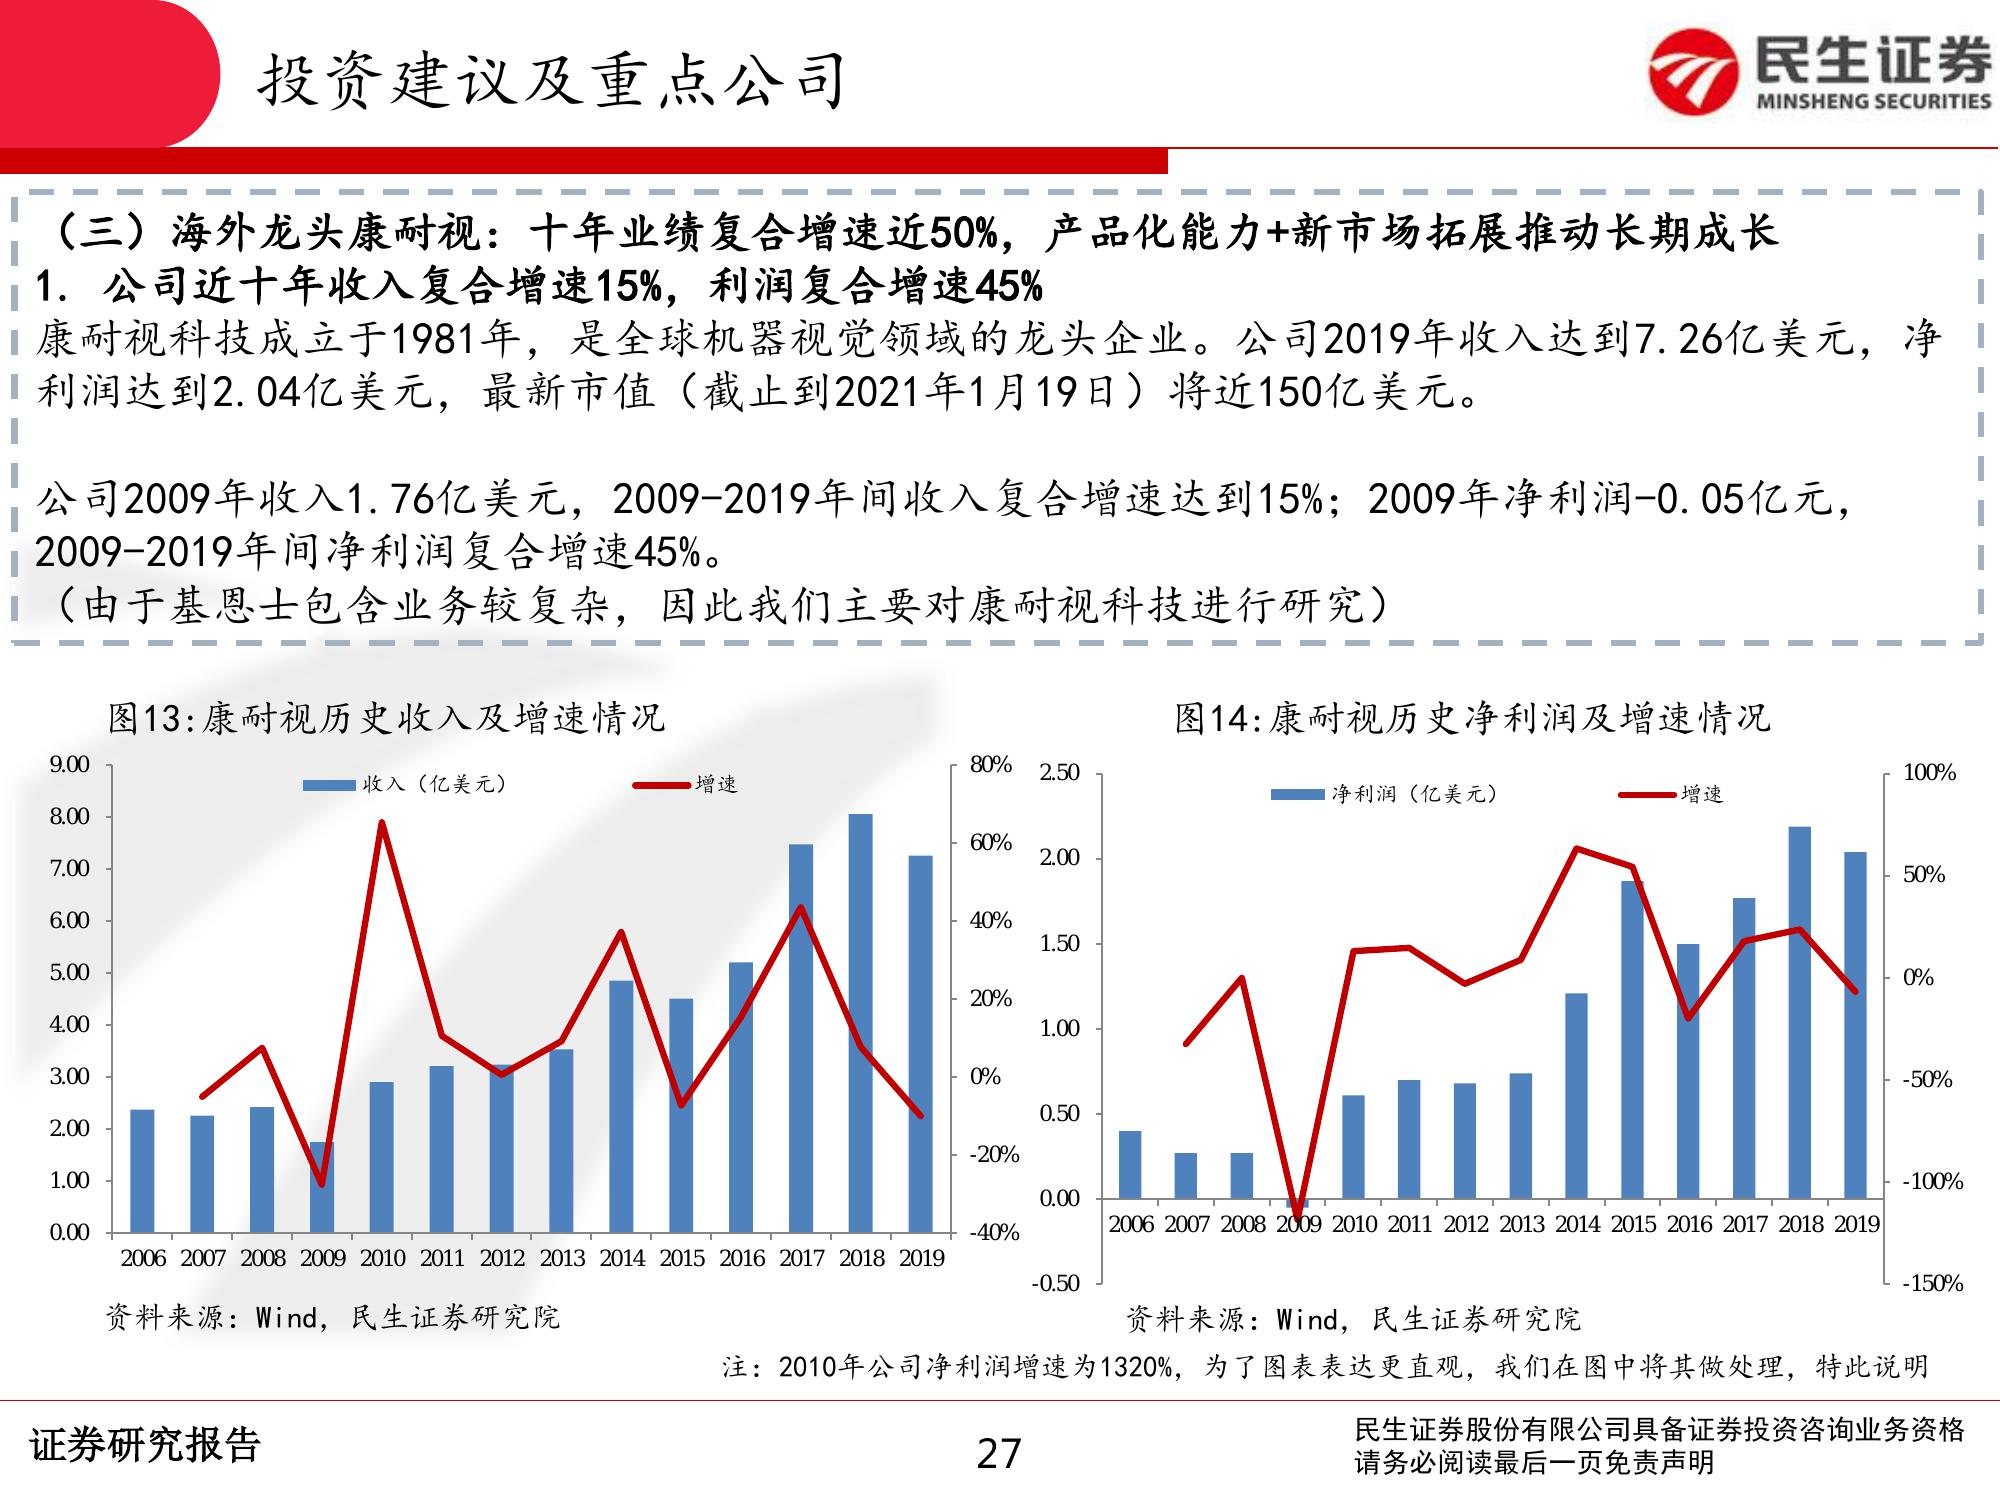 投资建议及重点公司
民生证券
MINSHENG SECURITIES
（三）海外龙头康耐视：十年业绩复合增速近50%，产品化能力+新市场拓展推动长期成长
1. 公司近十年收入复合增速15%，利润复合增速45%
康耐视科技成立于1981年，是全球机器视觉领域的龙头企业。公司2019年收入达到7.26亿美元，净
利润达到2.04亿美元，最新市值（截止到2021年1月19日）将近150亿美元。
公司2009年收入1.76亿美元，2009-2019年间收入复合增速达到15%；2009年净利润-0.05亿元，
2009-2019年间净利润复合增速45%。
（由于基恩士包含业务较复杂，因此我们主要对康耐视科技进行研究）
图13:康耐视历史收入及增速情况
收入（亿美元） 增速
9.00
8.00
7.00
6.00
5.00
4.00
3.00
2.00
1.00
0.00
80%
60%
40%
20%
0%
-20%
-40%
2006 2007 2008 2009 2010 2011 2012 2013 2014 2015 2016 2017 2018 2019
资料来源：Wind，民生证券研究院
图14:康耐视历史净利润及增速情况
净利润（亿美元） 增速
2.50
2.00
1.50
1.00
0.50
0.00
-0.50
100%
50%
0%
-50%
-100%
-150%
2006 2007 2008 2009 2010 2011 2012 2013 2014 2015 2016 2017 2018 2019
资料来源：Wind，民生证券研究院
注：2010年公司净利润增速为1320%，为了图表表达更直观，我们在图中将其做处理，特此说明
证券研究报告
27
民生证券股份有限公司具备证券投资咨询业务资格
请务必阅读最后一页免责声明